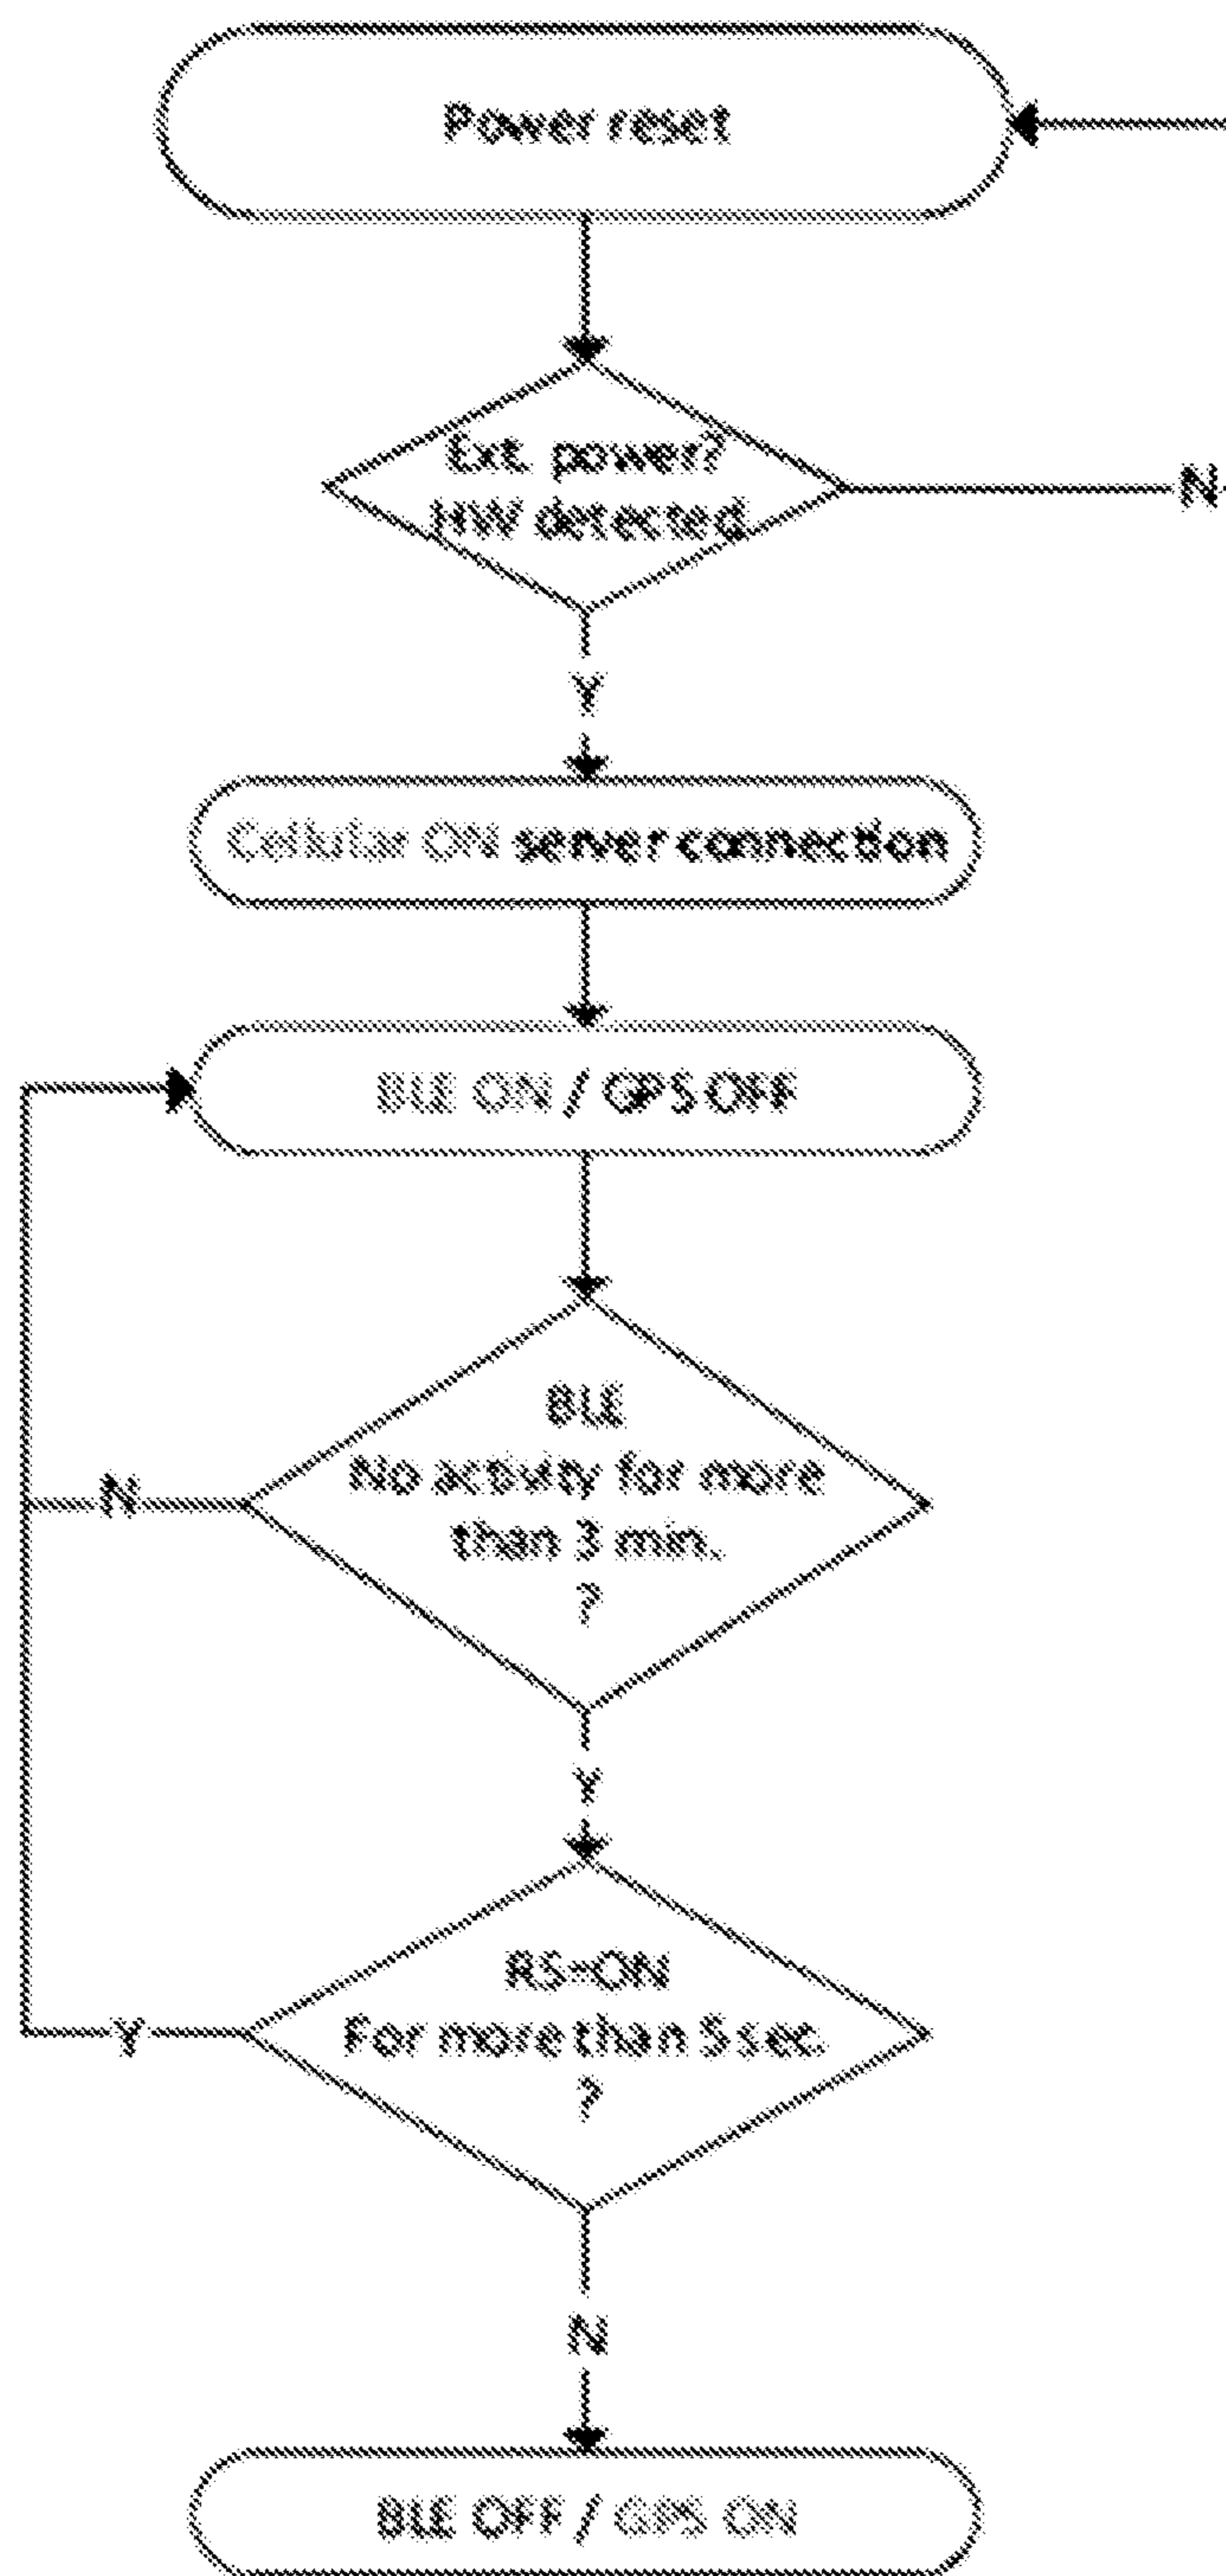 Power reset
Ext. power?
HW detected
N
Y
Cellular ON server connection
BLE ON / GPS OFF
BLE
No activity for more
than 3 min.
?
N
Y
RS=ON
For more than 5 sec.
?
Y
N
BLE OFF / GPS ON